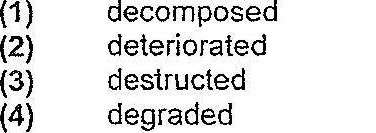 (1) decomposed
(2) deteriorated
(3) destructed
(4) degraded